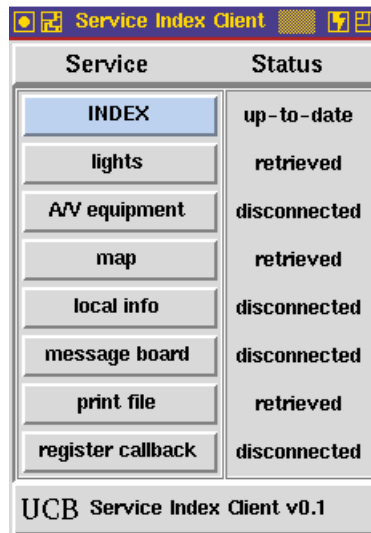 Service Index Client
Service Status
INDEX up-to-date
lights retrieved
A/V equipment disconnected
map retrieved
local info disconnected
message board disconnected
print file retrieved
register callback disconnected
UCB Service Index Client v0.1